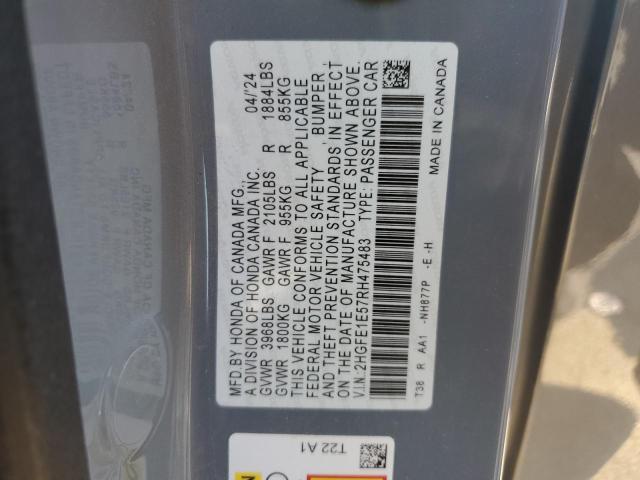 MFD.BY HONDA OF CANADA MFG. 04/'24
A DIVISION OF HONDA CANADA INC.
GVWR 3968LBS GAWR F 2105LBS R 1884LBS
GVWR 1800KG GAWR F 955KG R 855KG
THIS VEHICLE CONFORMS TO ALL APPLICABLE
FEDERAL MOTOR VEHICLE SAFETY, BUMPER,
AND THEFT PREVENTION STANDARDS IN EFFECT
ON THE DATE OF MANUFACTURE SHOWN ABOVE.
V.I.N.:2HGFE1E57RH475483 TYPE: PASSENGER CAR
T38 R AA1 -NH877P -E -H MADE IN CANADA
T22 A1